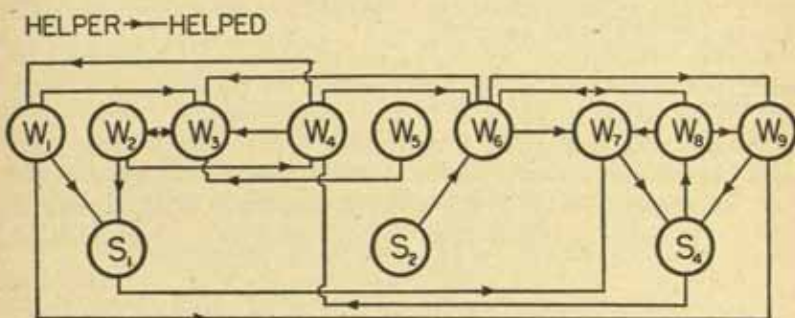 HELPER HELPED
W₁ W₂ W₃ W₄ W₅ W₆ W₇ W₈ W₉
S₁ S₂ S₄